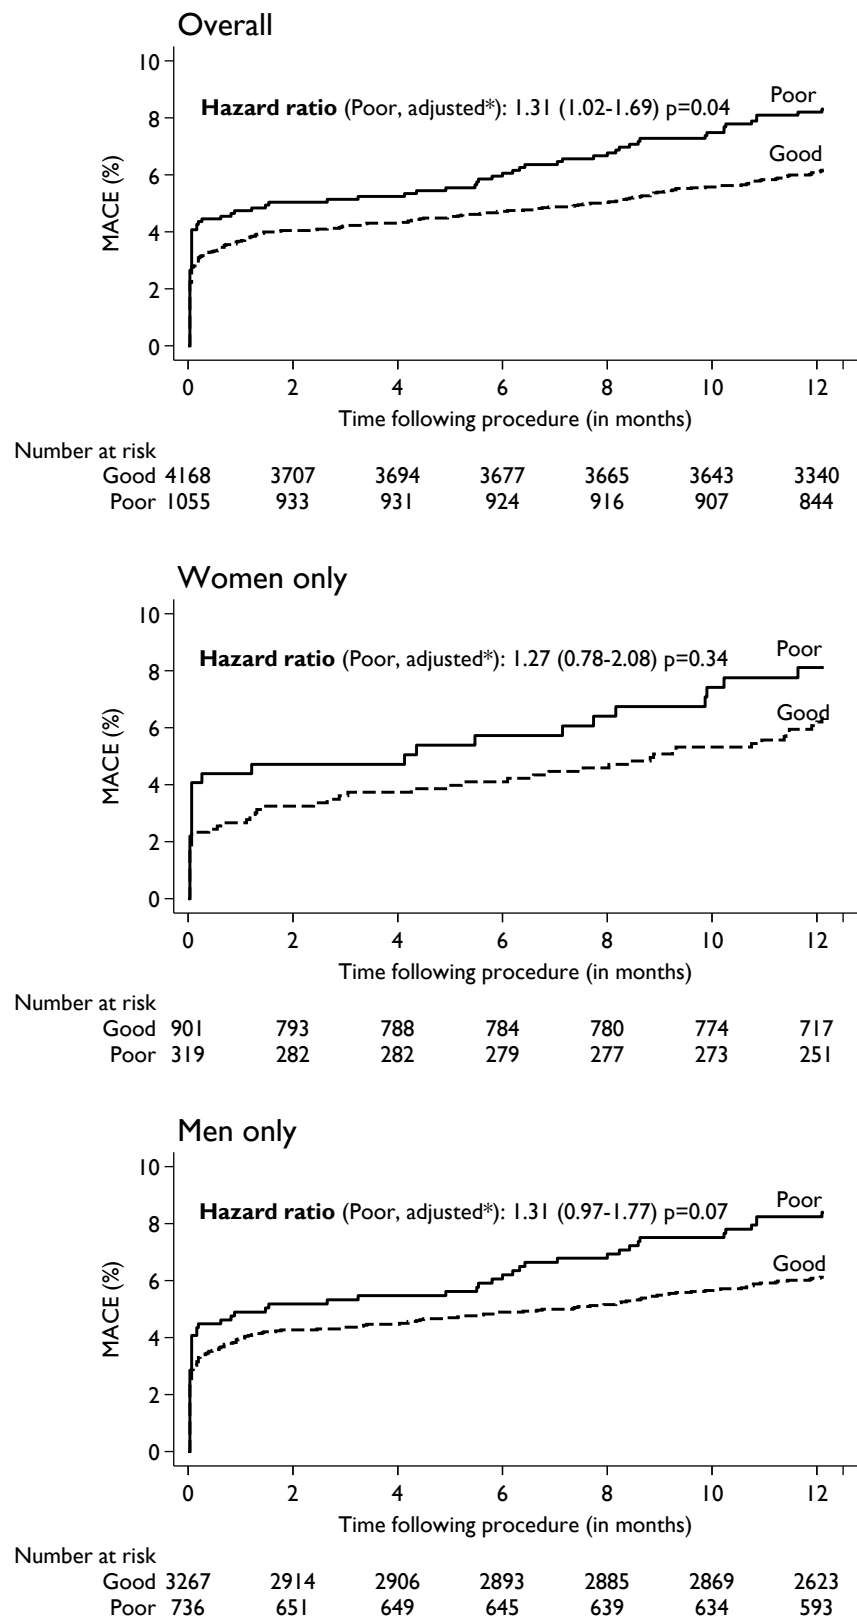 Overall
10
8
6
4
2
0
MACE (%)
Hazard ratio (Poor, adjusted*): 1.31 (1.02-1.69) p=0.04
Poor
Good
0 2 4 6 8 10 12
Time following procedure (in months)
Number at risk
Good 4168 3707 3694 3677 3665 3643 3340
Poor 1055 933 931 924 916 907 844
Women only
10
8
6
4
2
0
MACE (%)
Hazard ratio (Poor, adjusted*): 1.27 (0.78-2.08) p=0.34
Poor
Good
0 2 4 6 8 10 12
Time following procedure (in months)
Number at risk
Good 901 793 788 784 780 774 717
Poor 319 282 282 279 277 273 251
Men only
10
8
6
4
2
0
MACE (%)
Hazard ratio (Poor, adjusted*): 1.31 (0.97-1.77) p=0.07
Poor
Good
0 2 4 6 8 10 12
Time following procedure (in months)
Number at risk
Good 3267 2914 2906 2893 2885 2869 2623
Poor 736 651 649 645 639 634 593